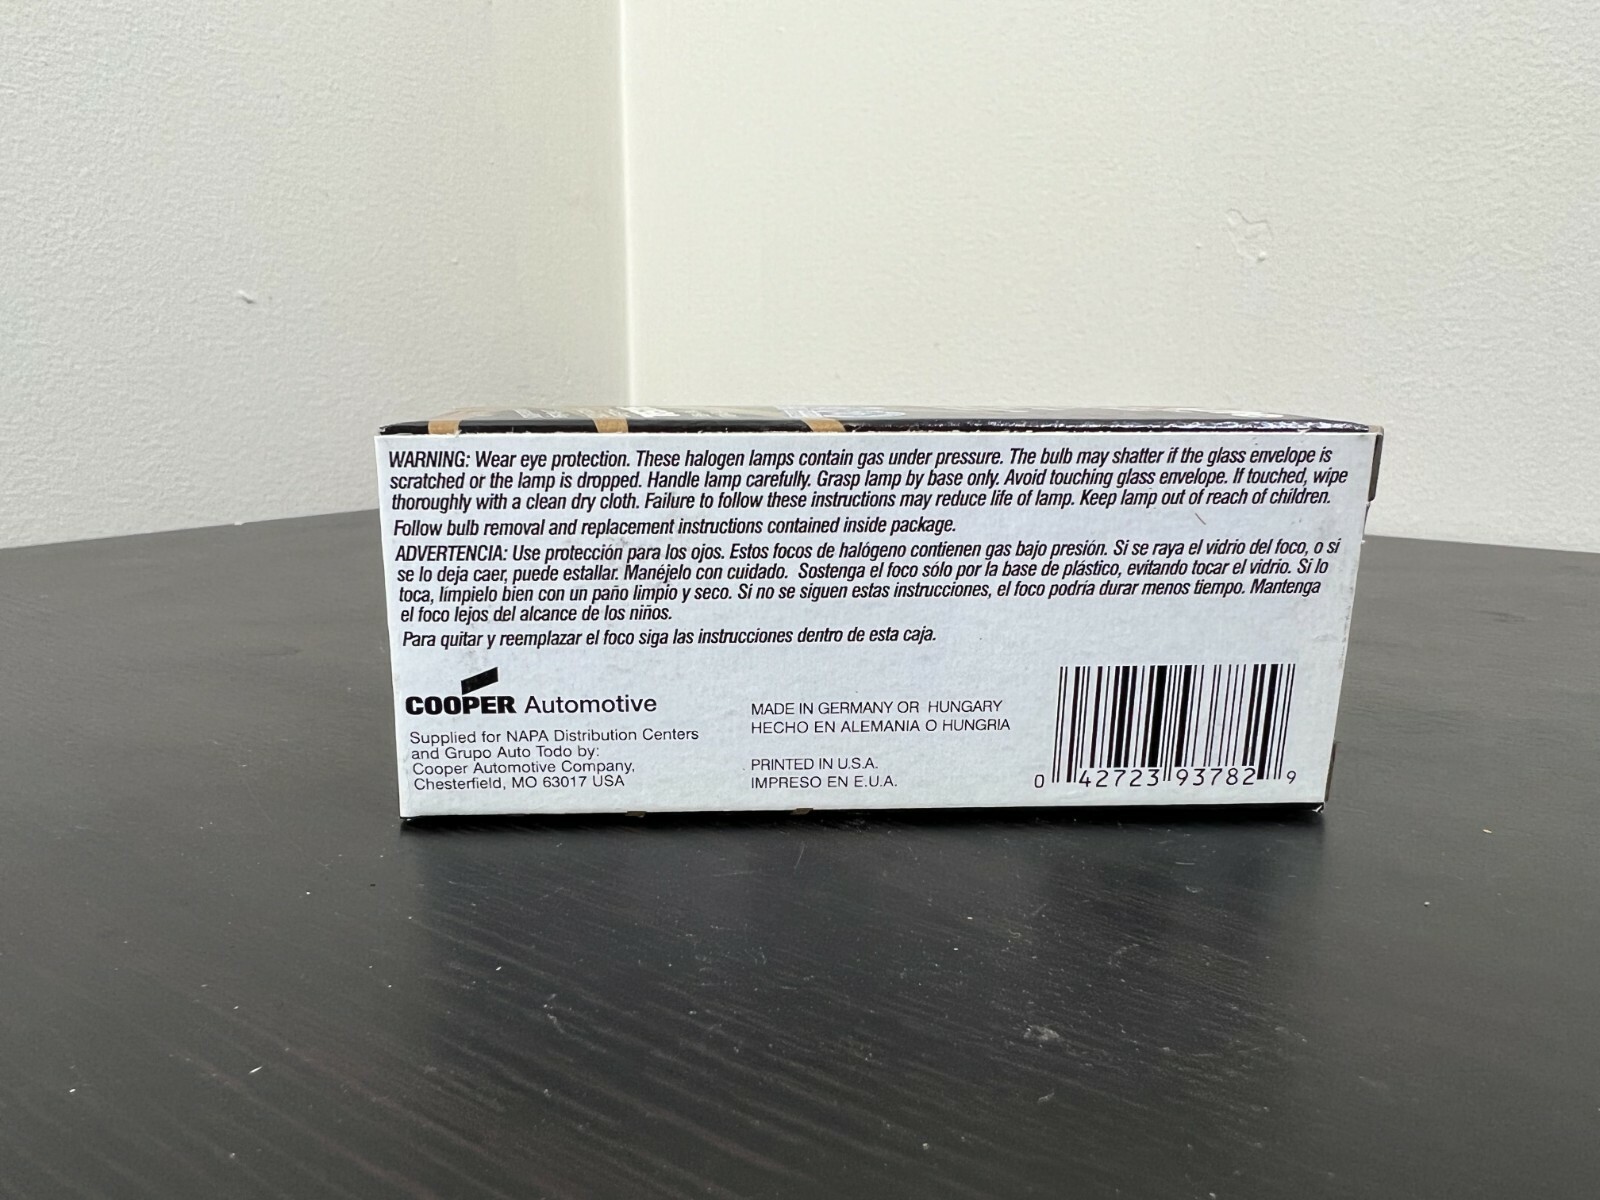 WARNING: Wear eye protection. These halogen lamps contain gas under pressure. The bulb may shatter if the glass envelope is
scratched or the lamp is dropped. Handle lamp carefully. Grasp lamp by base only. Avoid touching glass envelope. If touched, wipe
thoroughly with a clean dry cloth. Failure to follow these instructions may reduce life of lamp. Keep lamp out of reach of children.
Follow bulb removal and replacement instructions contained inside package.
ADVERTENCIA: Use protección para los ojos. Estos focos de halógeno contienen gas bajo presión. Si se raya el vidrio del foco, o si
se lo deja caer, puede estallar. Manéjelo con cuidado. Sostenga el foco sólo por la base de plástico, evitando tocar el vidrio. Si lo
toca, límpielo bien con un paño limpio y seco. Si no se siguen estas instrucciones, el foco podría durar menos tiempo. Mantenga
el foco lejos del alcance de los niños.
Para quitar y reemplazar el foco siga las instrucciones dentro de esta caja.
COOPER Automotive
Supplied for NAPA Distribution Centers
and Grupo Auto Todo by:
Cooper Automotive Company,
Chesterfield, MO 63017 USA
MADE IN GERMANY OR HUNGARY
HECHO EN ALEMANIA O HUNGRIA
PRINTED IN U.S.A.
IMPRESO EN E.U.A.
0 42723 93782 9